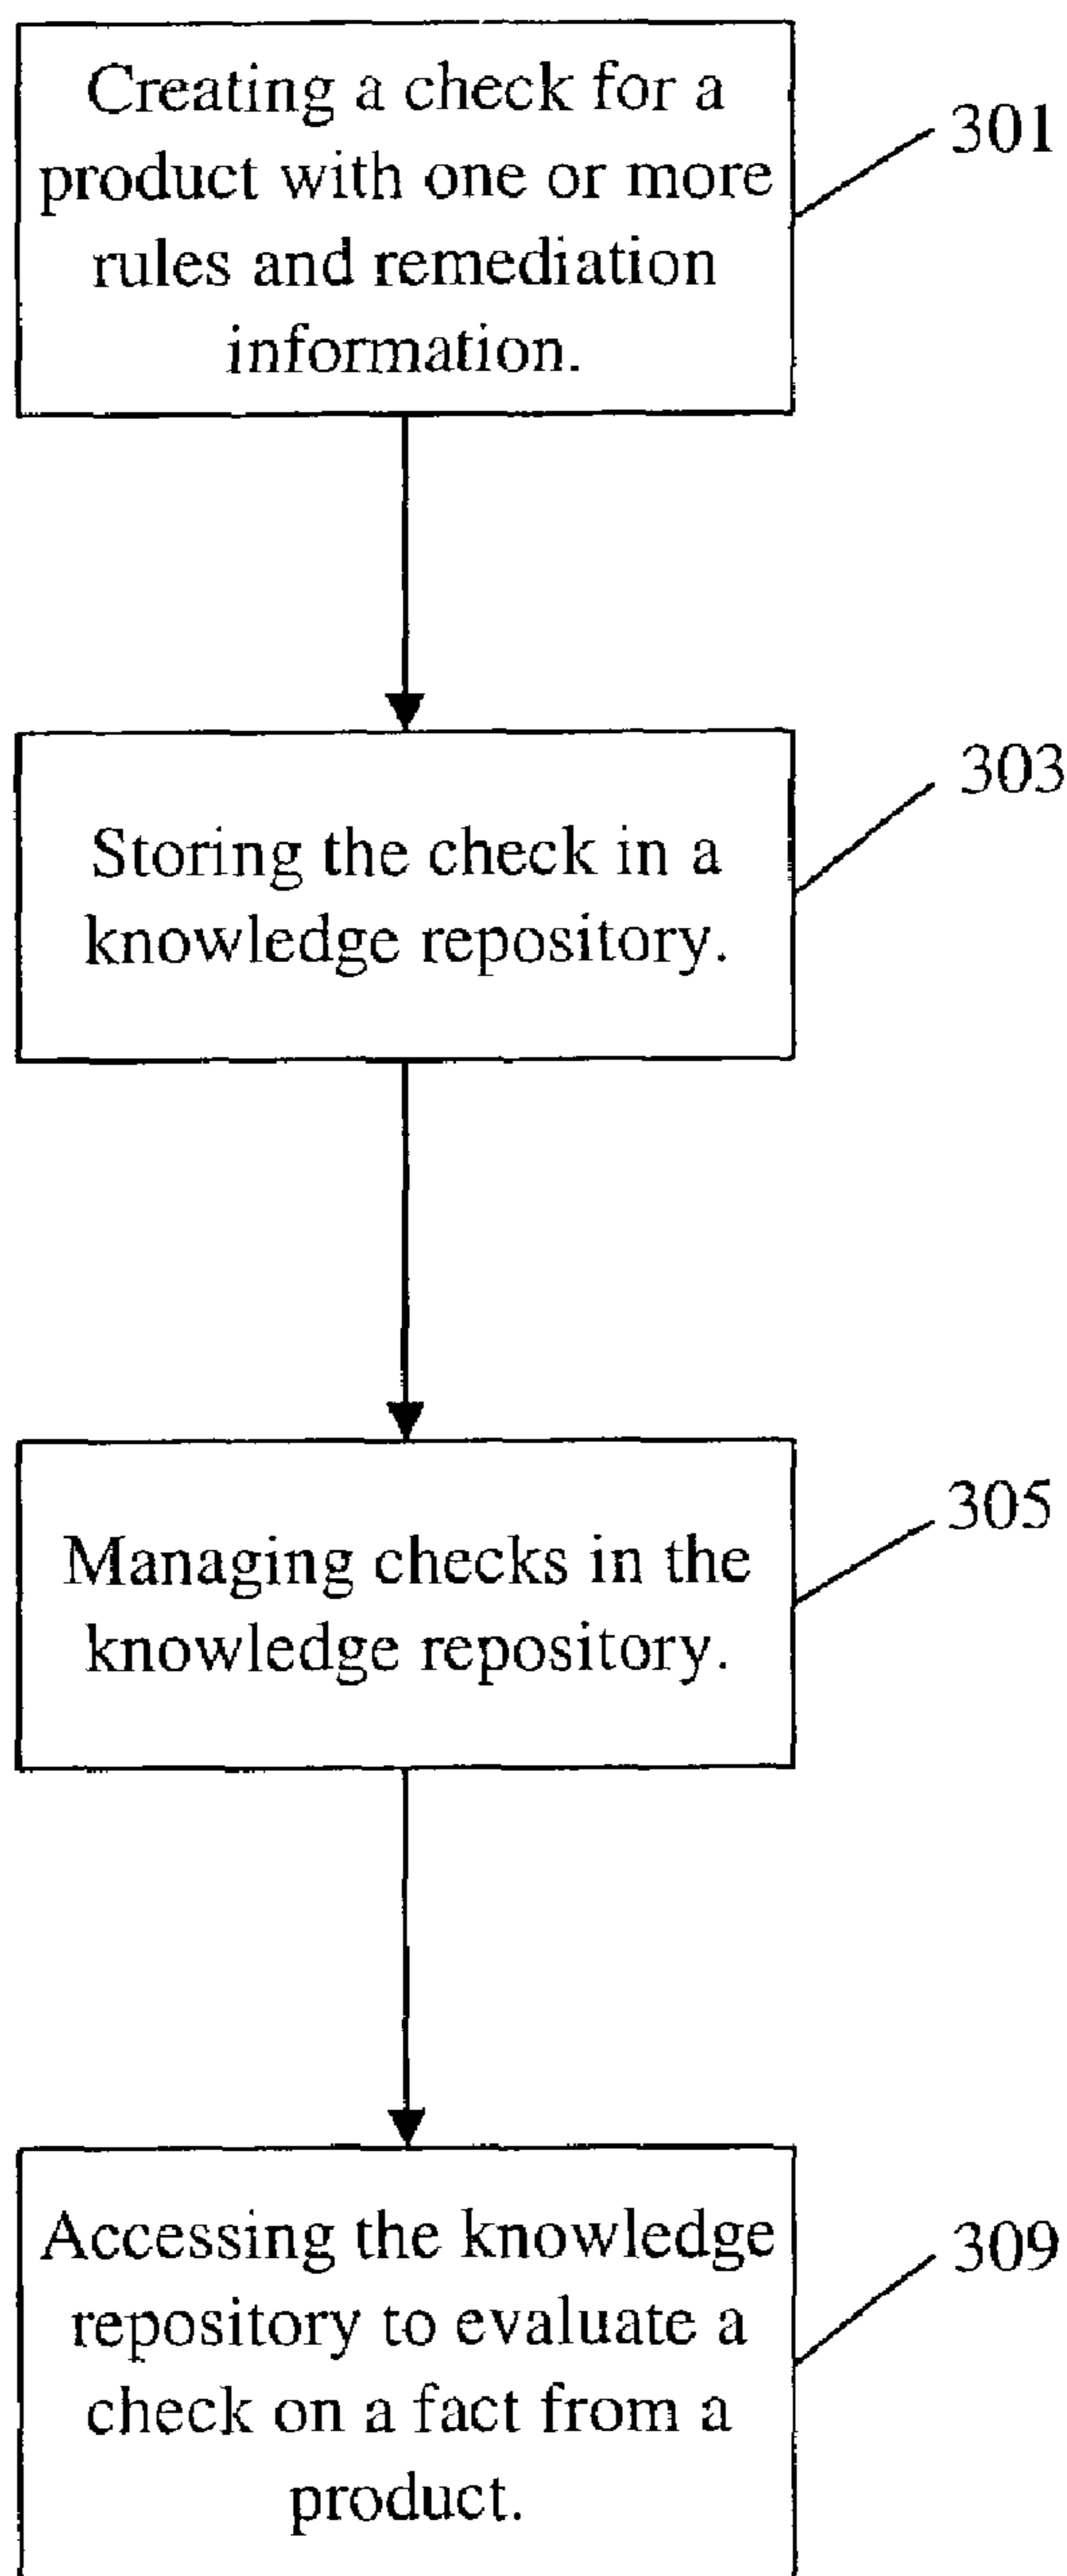 Creating a check for a
product with one or more
rules and remediation
information.
301
Storing the check in a
knowledge repository.
303
Managing checks in the
knowledge repository.
305
Accessing the knowledge
repository to evaluate a
check on a fact from a
product.
309